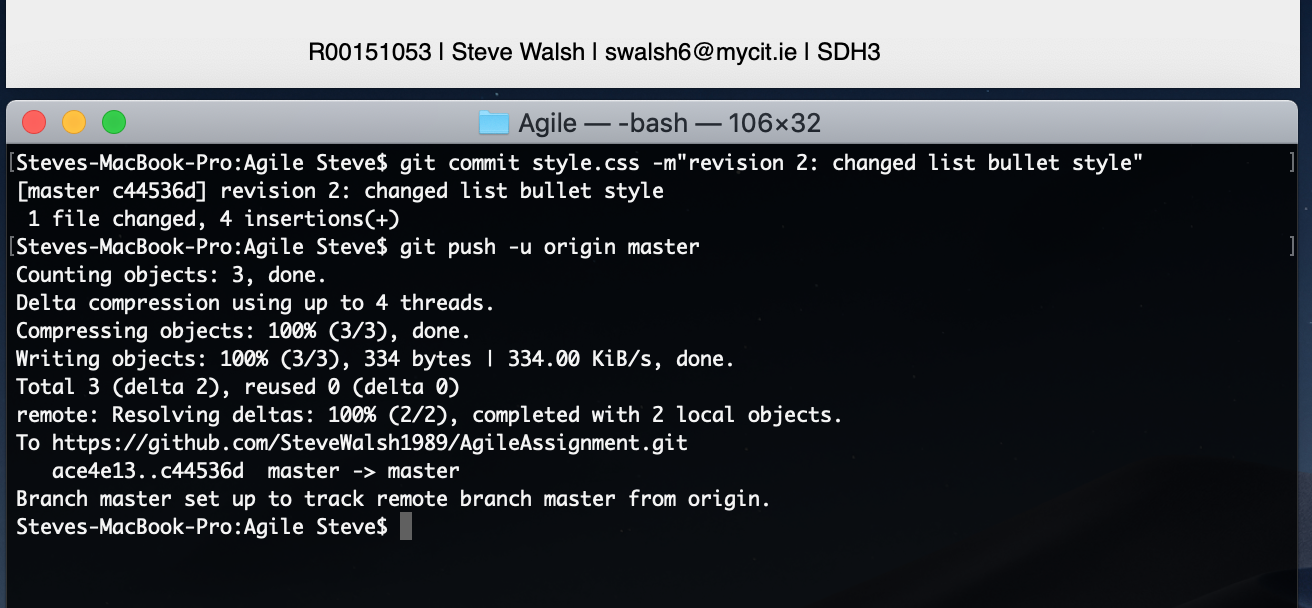 R00151053 | Steve Walsh | swalsh6@mycit.ie | SDH3
Agile — -bash — 106×32
[Steves-MacBook-Pro:Agile Steve$ git commit style.css -m"revision 2: changed list bullet style" ]
[master c44536d] revision 2: changed list bullet style
 1 file changed, 4 insertions(+)
[Steves-MacBook-Pro:Agile Steve$ git push -u origin master ]
Counting objects: 3, done.
Delta compression using up to 4 threads.
Compressing objects: 100% (3/3), done.
Writing objects: 100% (3/3), 334 bytes | 334.00 KiB/s, done.
Total 3 (delta 2), reused 0 (delta 0)
remote: Resolving deltas: 100% (2/2), completed with 2 local objects.
To https://github.com/SteveWalsh1989/AgileAssignment.git
   ace4e13..c44536d  master -> master
Branch master set up to track remote branch master from origin.
Steves-MacBook-Pro:Agile Steve$